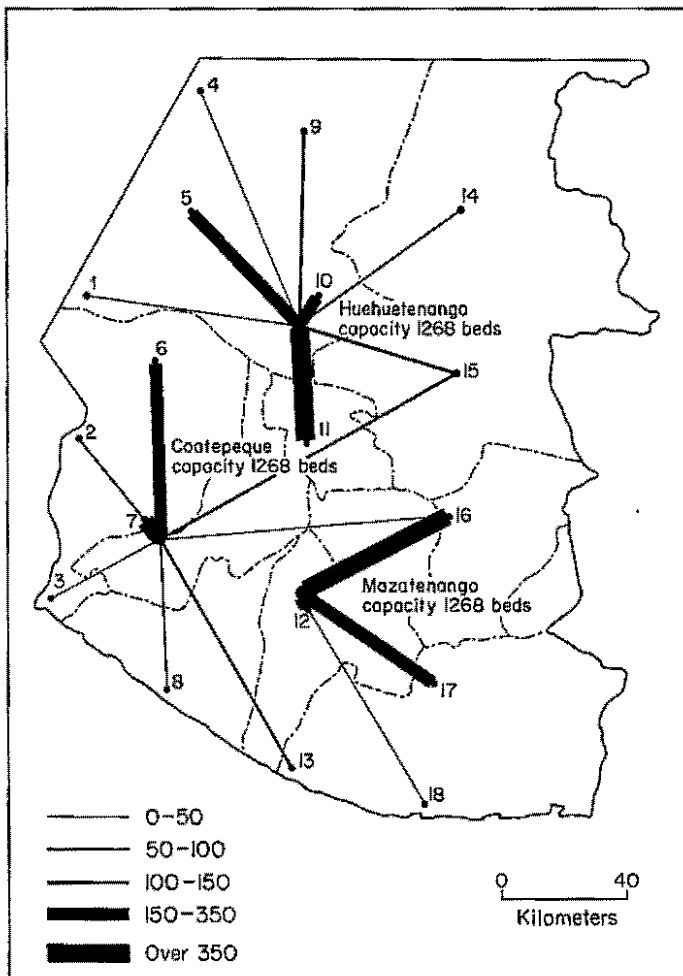 4
9
5
14
10
1
Huehuetenango
capacity 1268 beds
6
15
2
11
Coatepeque
capacity 1268 beds
7
16
3
Mazatenango
capacity 1268 beds
12
8
17
13
18
0-50
50-100
100-150
150-350
Over 350
0 40
Kilometers